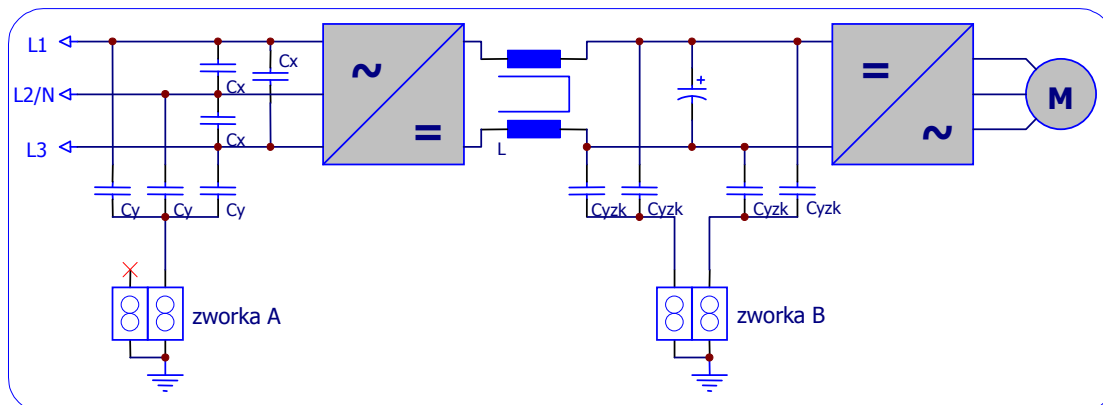 L1
Cx
Cx
~
=
=
~
M
L2/N
+
Cx
L3
L
Cy
Cy
Cy
Cyzk
Cyzk
Cyzk
Cyzk
zworka A
zworka B